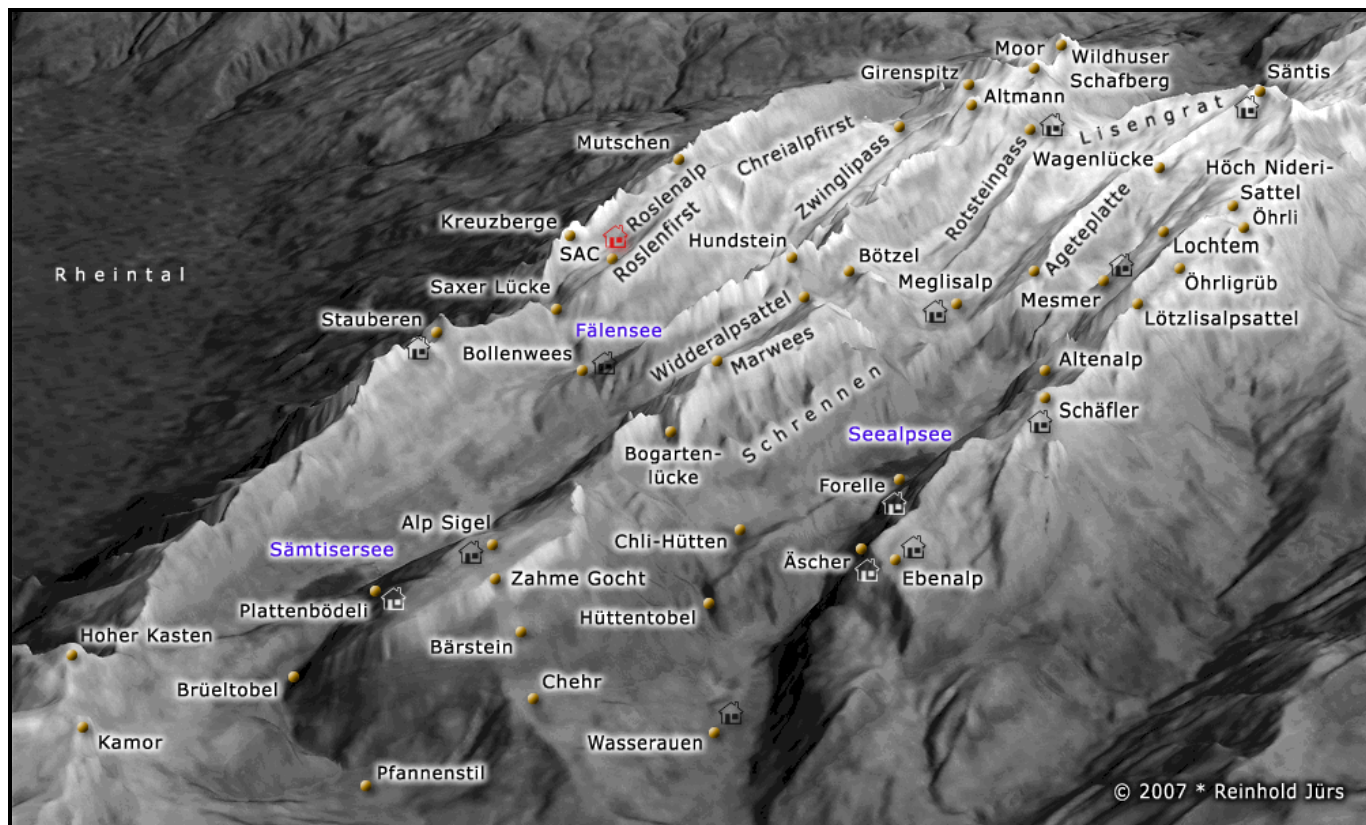 Moor
Wildhuser
Schafberg
Girenspitz
Altmann
Säntis
Lisengrat
Mutschen
Chreialpfirst
Zwinglipass
Rotsteinpass
Wagenlücke
Höch Nideri-
Sattel
Öhrli
Kreuzberge
Roslenalp
SAC
Roslenfirst
Hundstein
Bötzel
Ageteplatte
Lochtem
Rheintal
Saxer Lücke
Meglisalp
Mesmer
Öhrligrüb
Stauberen
Fälensee
Lötzlisalpsattel
Bollenwees
Widderalpsattel
Marwees
Altenalp
Schrennen
Schäfler
Seealpsee
Bogarten-
lücke
Forelle
Alp Sigel
Chli-Hütten
Sämtisersee
Äscher
Ebenalp
Zahme Gocht
Plattenbödeli
Hüttentobel
Hoher Kasten
Bärstein
Brüeltobel
Chehr
Kamor
Wasserauen
Pfannenstil
© 2007 * Reinhold Jürs